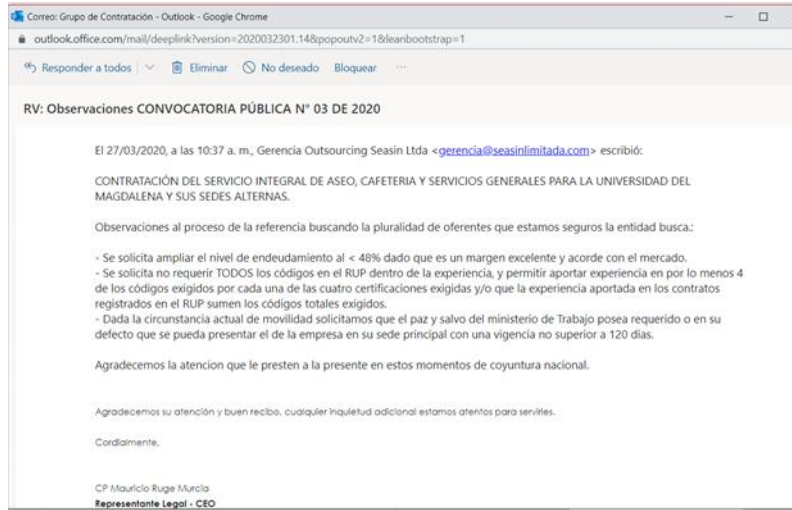 Correo: Grupo de Contratación - Outlook - Google Chrome
outlook.office.com/mail/deeplink?version=2020032301.14&popoutv2=1&leanbootstrap=1
Responder a todos Eliminar No deseado Bloquear ...
RV: Observaciones CONVOCATORIA PÚBLICA N° 03 DE 2020
El 27/03/2020, a las 10:37 a. m., Gerencia Outsourcing Seasin Ltda <gerencia@seasinlimitada.com> escribió:
CONTRATACIÓN DEL SERVICIO INTEGRAL DE ASEO, CAFETERIA Y SERVICIOS GENERALES PARA LA UNIVERSIDAD DEL
MAGDALENA Y SUS SEDES ALTERNAS.
Observaciones al proceso de la referencia buscando la pluralidad de oferentes que estamos seguros la entidad busca.:
- Se solicita ampliar el nivel de endeudamiento al < 48% dado que es un margen excelente y acorde con el mercado.
- Se solicita no requerir TODOS los códigos en el RUP dentro de la experiencia, y permitir aportar experiencia en por lo menos 4
de los códigos exigidos por cada una de las cuatro certificaciones exigidas y/o que la experiencia aportada en los contratos
registrados en el RUP sumen los códigos totales exigidos.
- Dada la circunstancia actual de movilidad solicitamos que el paz y salvo del ministerio de Trabajo posea requerido o en su
defecto que se pueda presentar el de la empresa en su sede principal con una vigencia no superior a 120 dias.
Agradecemos la atencion que le presten a la presente en estos momentos de coyuntura nacional.
Agradecemos su atención y buen recibo, cualquier inquietud adicional estamos atentos para servirles.
Cordialmente,
CP Mauricio Ruge Murcia
Representante Legal - CEO